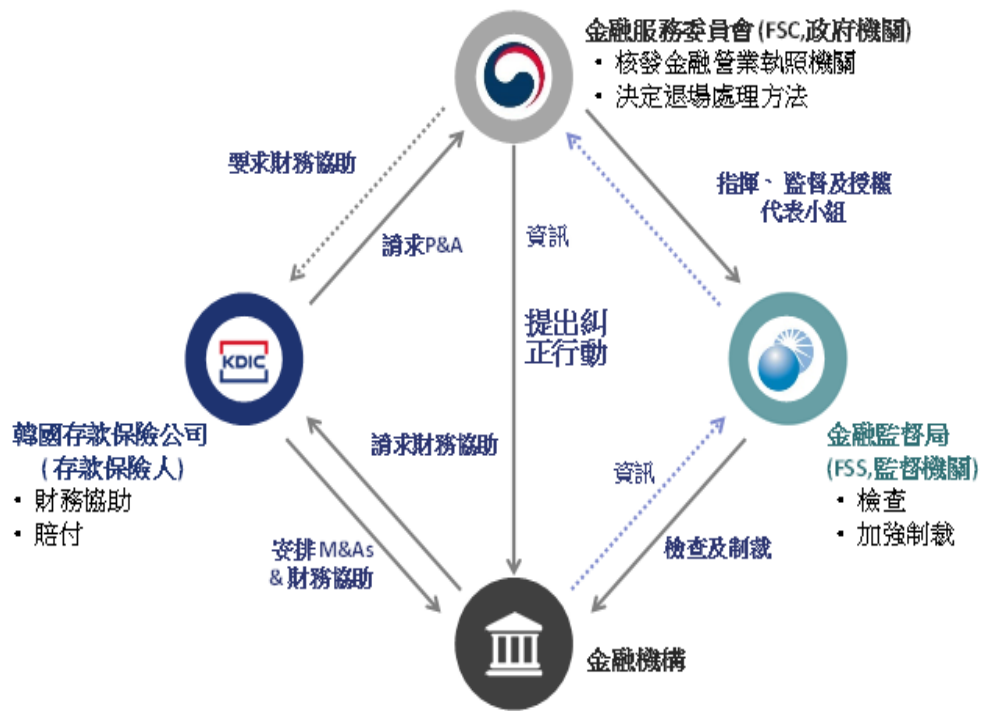 金融服務委員會(FSC,政府機關)
• 核發金融營業執照機關
• 決定退場處理方法
要求財務協助
請求P&A
資訊
指揮、監督及授權
代表小組
提出糾
正行動
KDIC
韓國存款保險公司
(存款保險人)
• 財務協助
• 賠付
請求財務協助
安排M&As
&財務協助
資訊
檢查及制裁
金融監督局
(FSS,監督機關)
• 檢查
• 加強制裁
金融機構